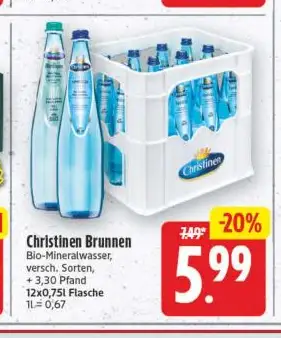 Christinen
-20%
7.49*
5.99
Christinen Brunnen
Bio-Mineralwasser,
versch. Sorten,
+ 3,30 Pfand
12x0,75l Flasche
1L= 0,67